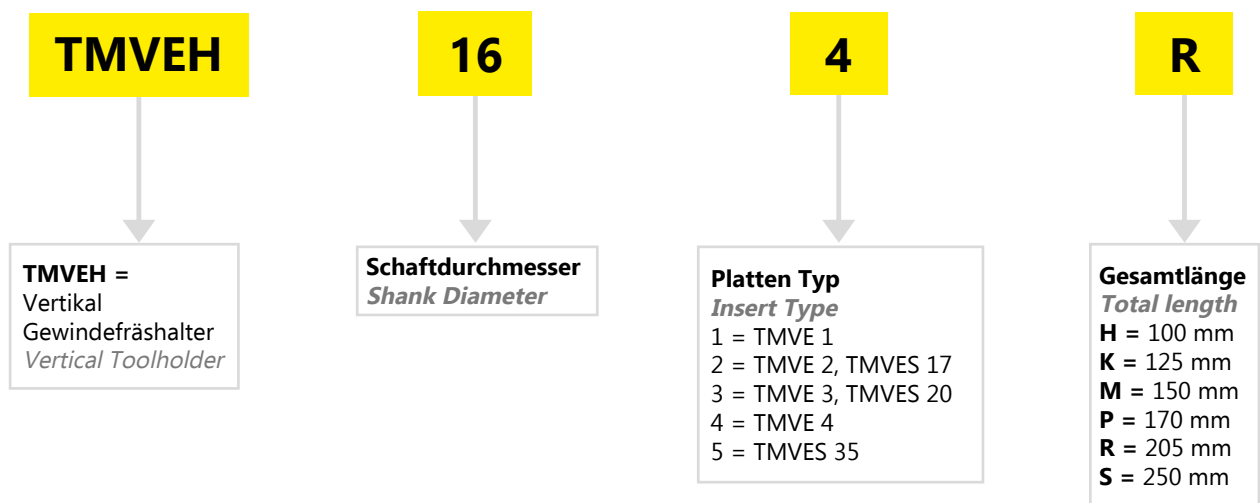 TMVEH
16
4
R
TMVEH =
Vertikal
Gewindefräshalter
Vertical Toolholder
Schaftdurchmesser
Shank Diameter
Platten Typ
Insert Type
1 = TMVE 1
2 = TMVE 2, TMVES 17
3 = TMVE 3, TMVES 20
4 = TMVE 4
5 = TMVES 35
Gesamtlänge
Total length
H = 100 mm
K = 125 mm
M = 150 mm
P = 170 mm
R = 205 mm
S = 250 mm